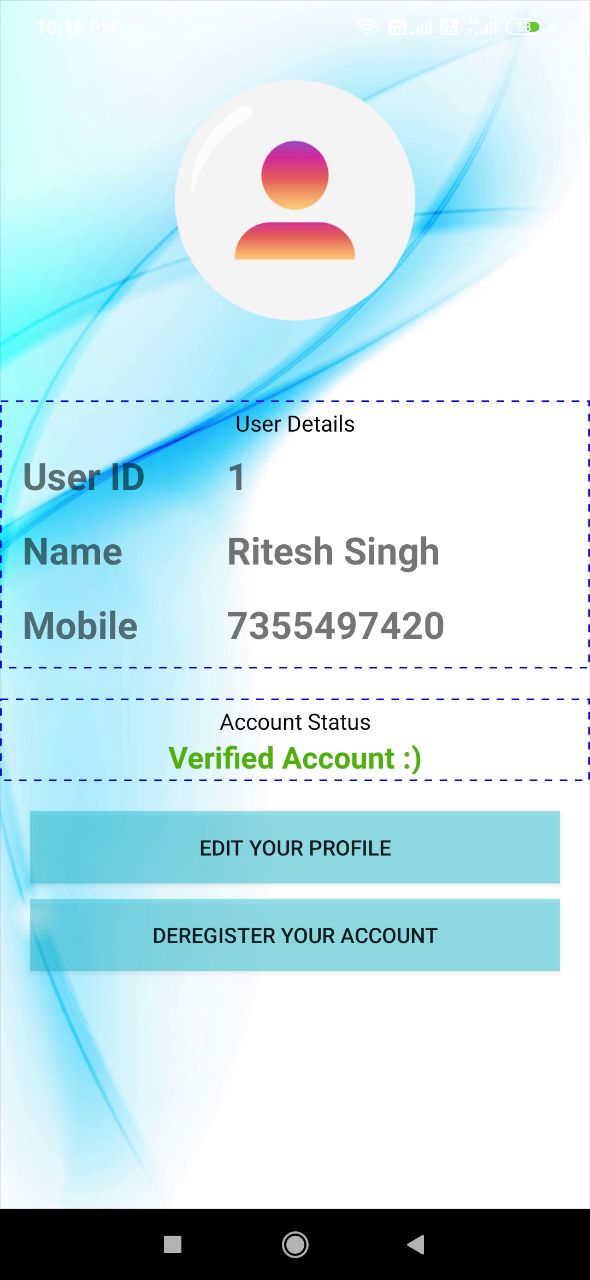 10:15 PM
User Details
User ID 1
Name Ritesh Singh
Mobile 7355497420
Account Status
Verified Account :)
EDIT YOUR PROFILE
DEREGISTER YOUR ACCOUNT